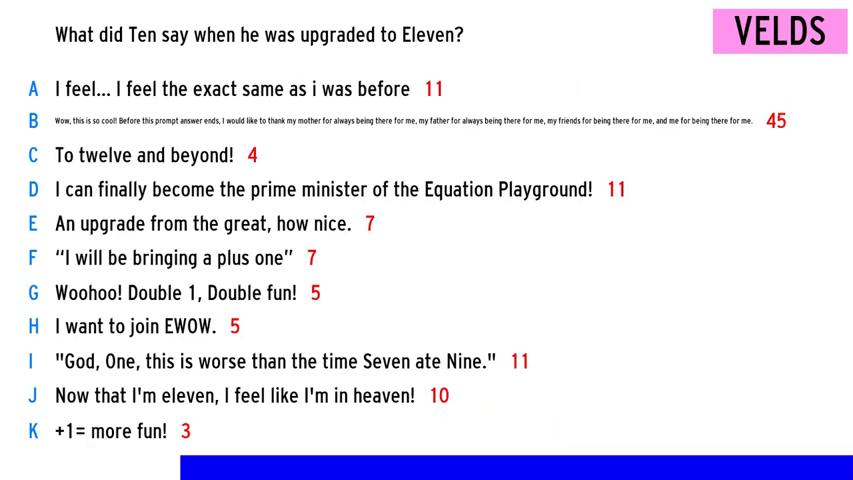 What did Ten say when he was upgraded to Eleven?
VELDS
A I feel... I feel the exact same as i was before 11
B Wow, this is so cool! Before this prompt answer ends, I would like to thank my mother for always being there for me, my father for always being there for me, my friends for being there for me, and me for being there for me. 45
C To twelve and beyond! 4
D I can finally become the prime minister of the Equation Playground! 11
E An upgrade from the great, how nice. 7
F “I will be bringing a plus one” 7
G Woohoo! Double 1, Double fun! 5
H I want to join EWOW. 5
I "God, One, this is worse than the time Seven ate Nine." 11
J Now that I'm eleven, I feel like I'm in heaven! 10
K +1= more fun! 3